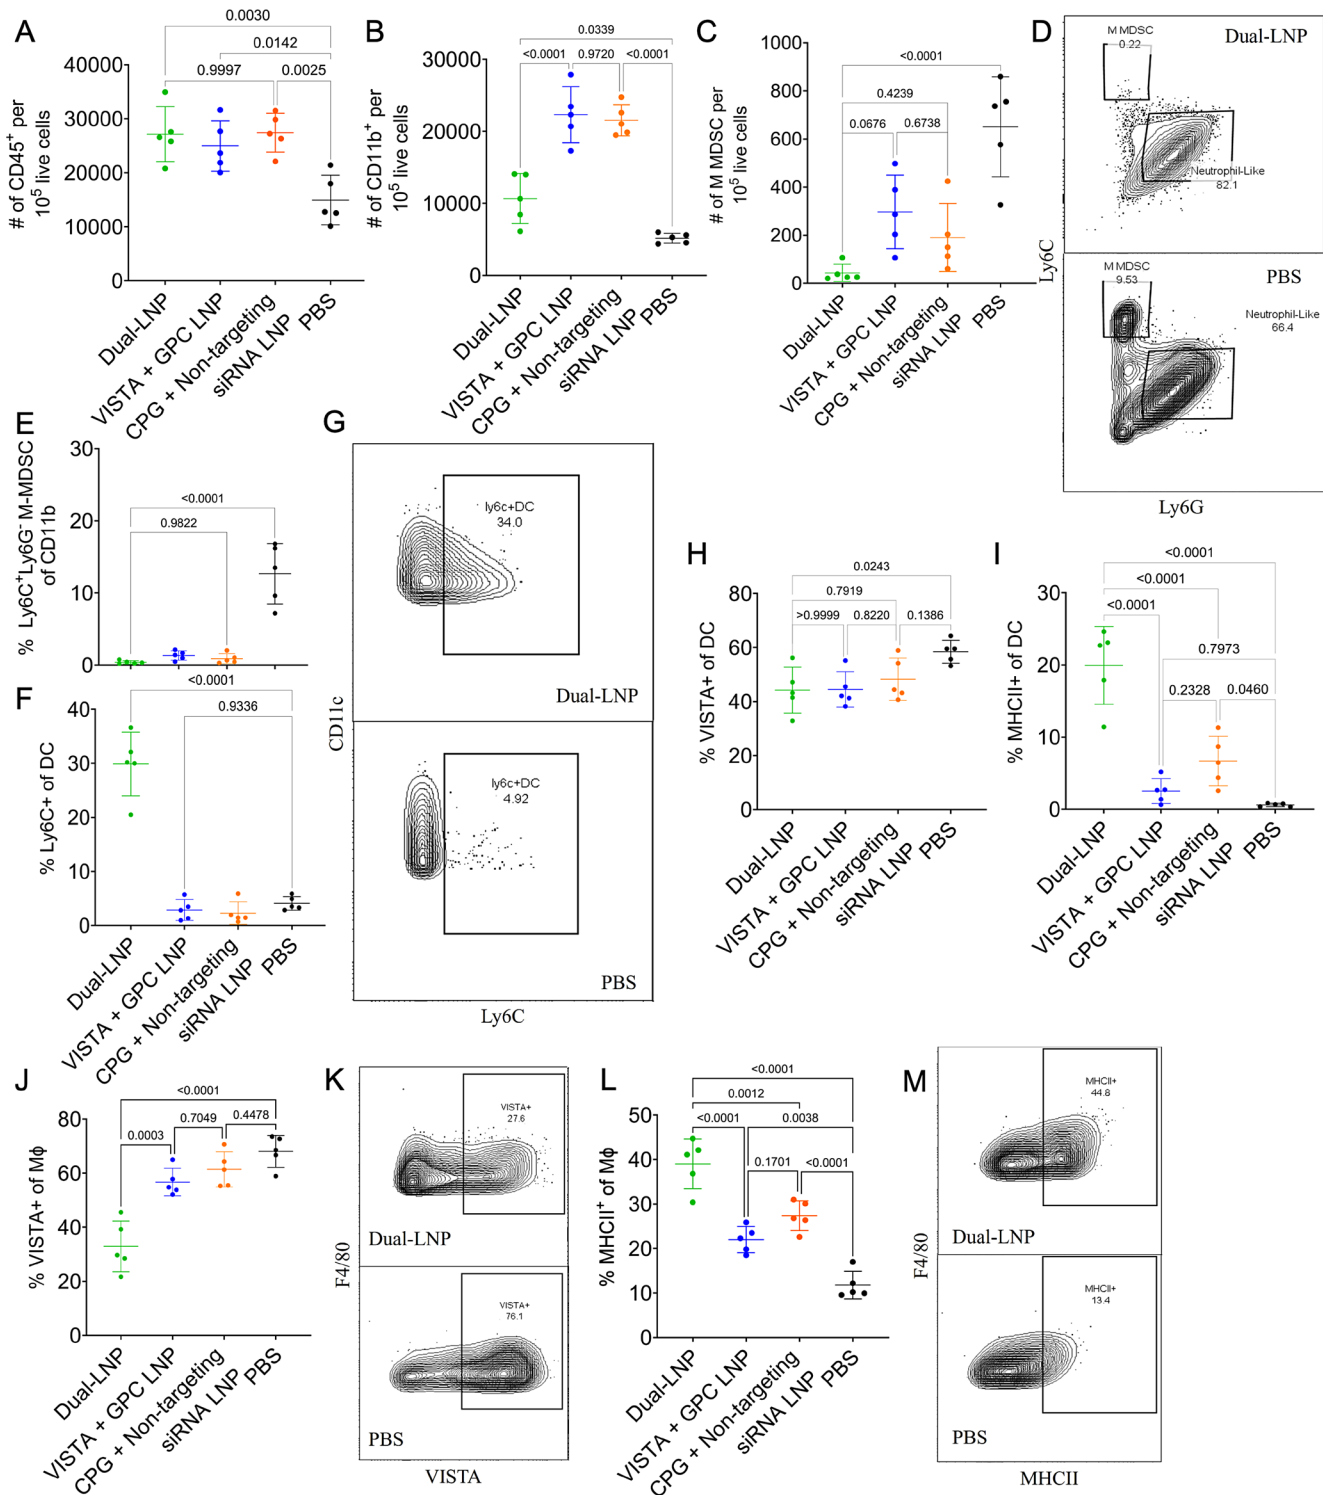 A
0.0030
0.0142
0.9997
0.0025
# of CD45+ per
10^5 live cells
40000
30000
20000
10000
0
Dual-LNP
VISTA + GPC LNP
CPG + Non-targeting
siRNA LNP
PBS
B
0.0339
<0.0001
0.9720
<0.0001
# of CD11b+ per
10^5 live cells
30000
20000
10000
0
Dual-LNP
VISTA + GPC LNP
CPG + Non-targeting
siRNA LNP
PBS
C
<0.0001
0.4239
0.0676
0.6738
# of M MDSC per
10^5 live cells
1000
800
600
400
200
0
Dual-LNP
VISTA + GPC LNP
CPG + Non-targeting
siRNA LNP
PBS
D
M MDSC
0.22
Dual-LNP
Neutrophil-Like
82.1
M MDSC
9.53
PBS
Neutrophil-Like
66.4
Ly6C
Ly6G
E
<0.0001
0.9822
% Ly6C+Ly6G- M-MDSC
of CD11b
30
20
10
0
F
<0.0001
0.9336
% Ly6C+ of DC
40
30
20
10
0
Dual-LNP
VISTA + GPC LNP
CPG + Non-targeting
siRNA LNP
PBS
G
ly6c+DC
34.0
Dual-LNP
CD11c
ly6c+DC
4.92
PBS
Ly6C
H
0.0243
0.7919
>0.9999
0.8220
0.1386
% VISTA+ of DC
80
60
40
20
0
Dual-LNP
VISTA + GPC LNP
CPG + Non-targeting
siRNA LNP
PBS
I
<0.0001
<0.0001
<0.0001
0.7973
0.2328
0.0460
% MHCII+ of DC
30
20
10
0
Dual-LNP
VISTA + GPC LNP
CPG + Non-targeting
siRNA LNP
PBS
J
<0.0001
0.7049
0.4478
0.0003
% VISTA+ of Mϕ
80
60
40
20
0
Dual-LNP
VISTA + GPC LNP
CPG + Non-targeting
siRNA LNP
PBS
K
VISTA+
27.6
Dual-LNP
F4/80
VISTA+
76.1
PBS
VISTA
L
<0.0001
0.0012
<0.0001
0.0038
0.1701
<0.0001
% MHCII+ of Mϕ
50
40
30
20
10
0
Dual-LNP
VISTA + GPC LNP
CPG + Non-targeting
siRNA LNP
PBS
M
MHCII+
44.8
Dual-LNP
F4/80
MHCII+
13.4
PBS
MHCII